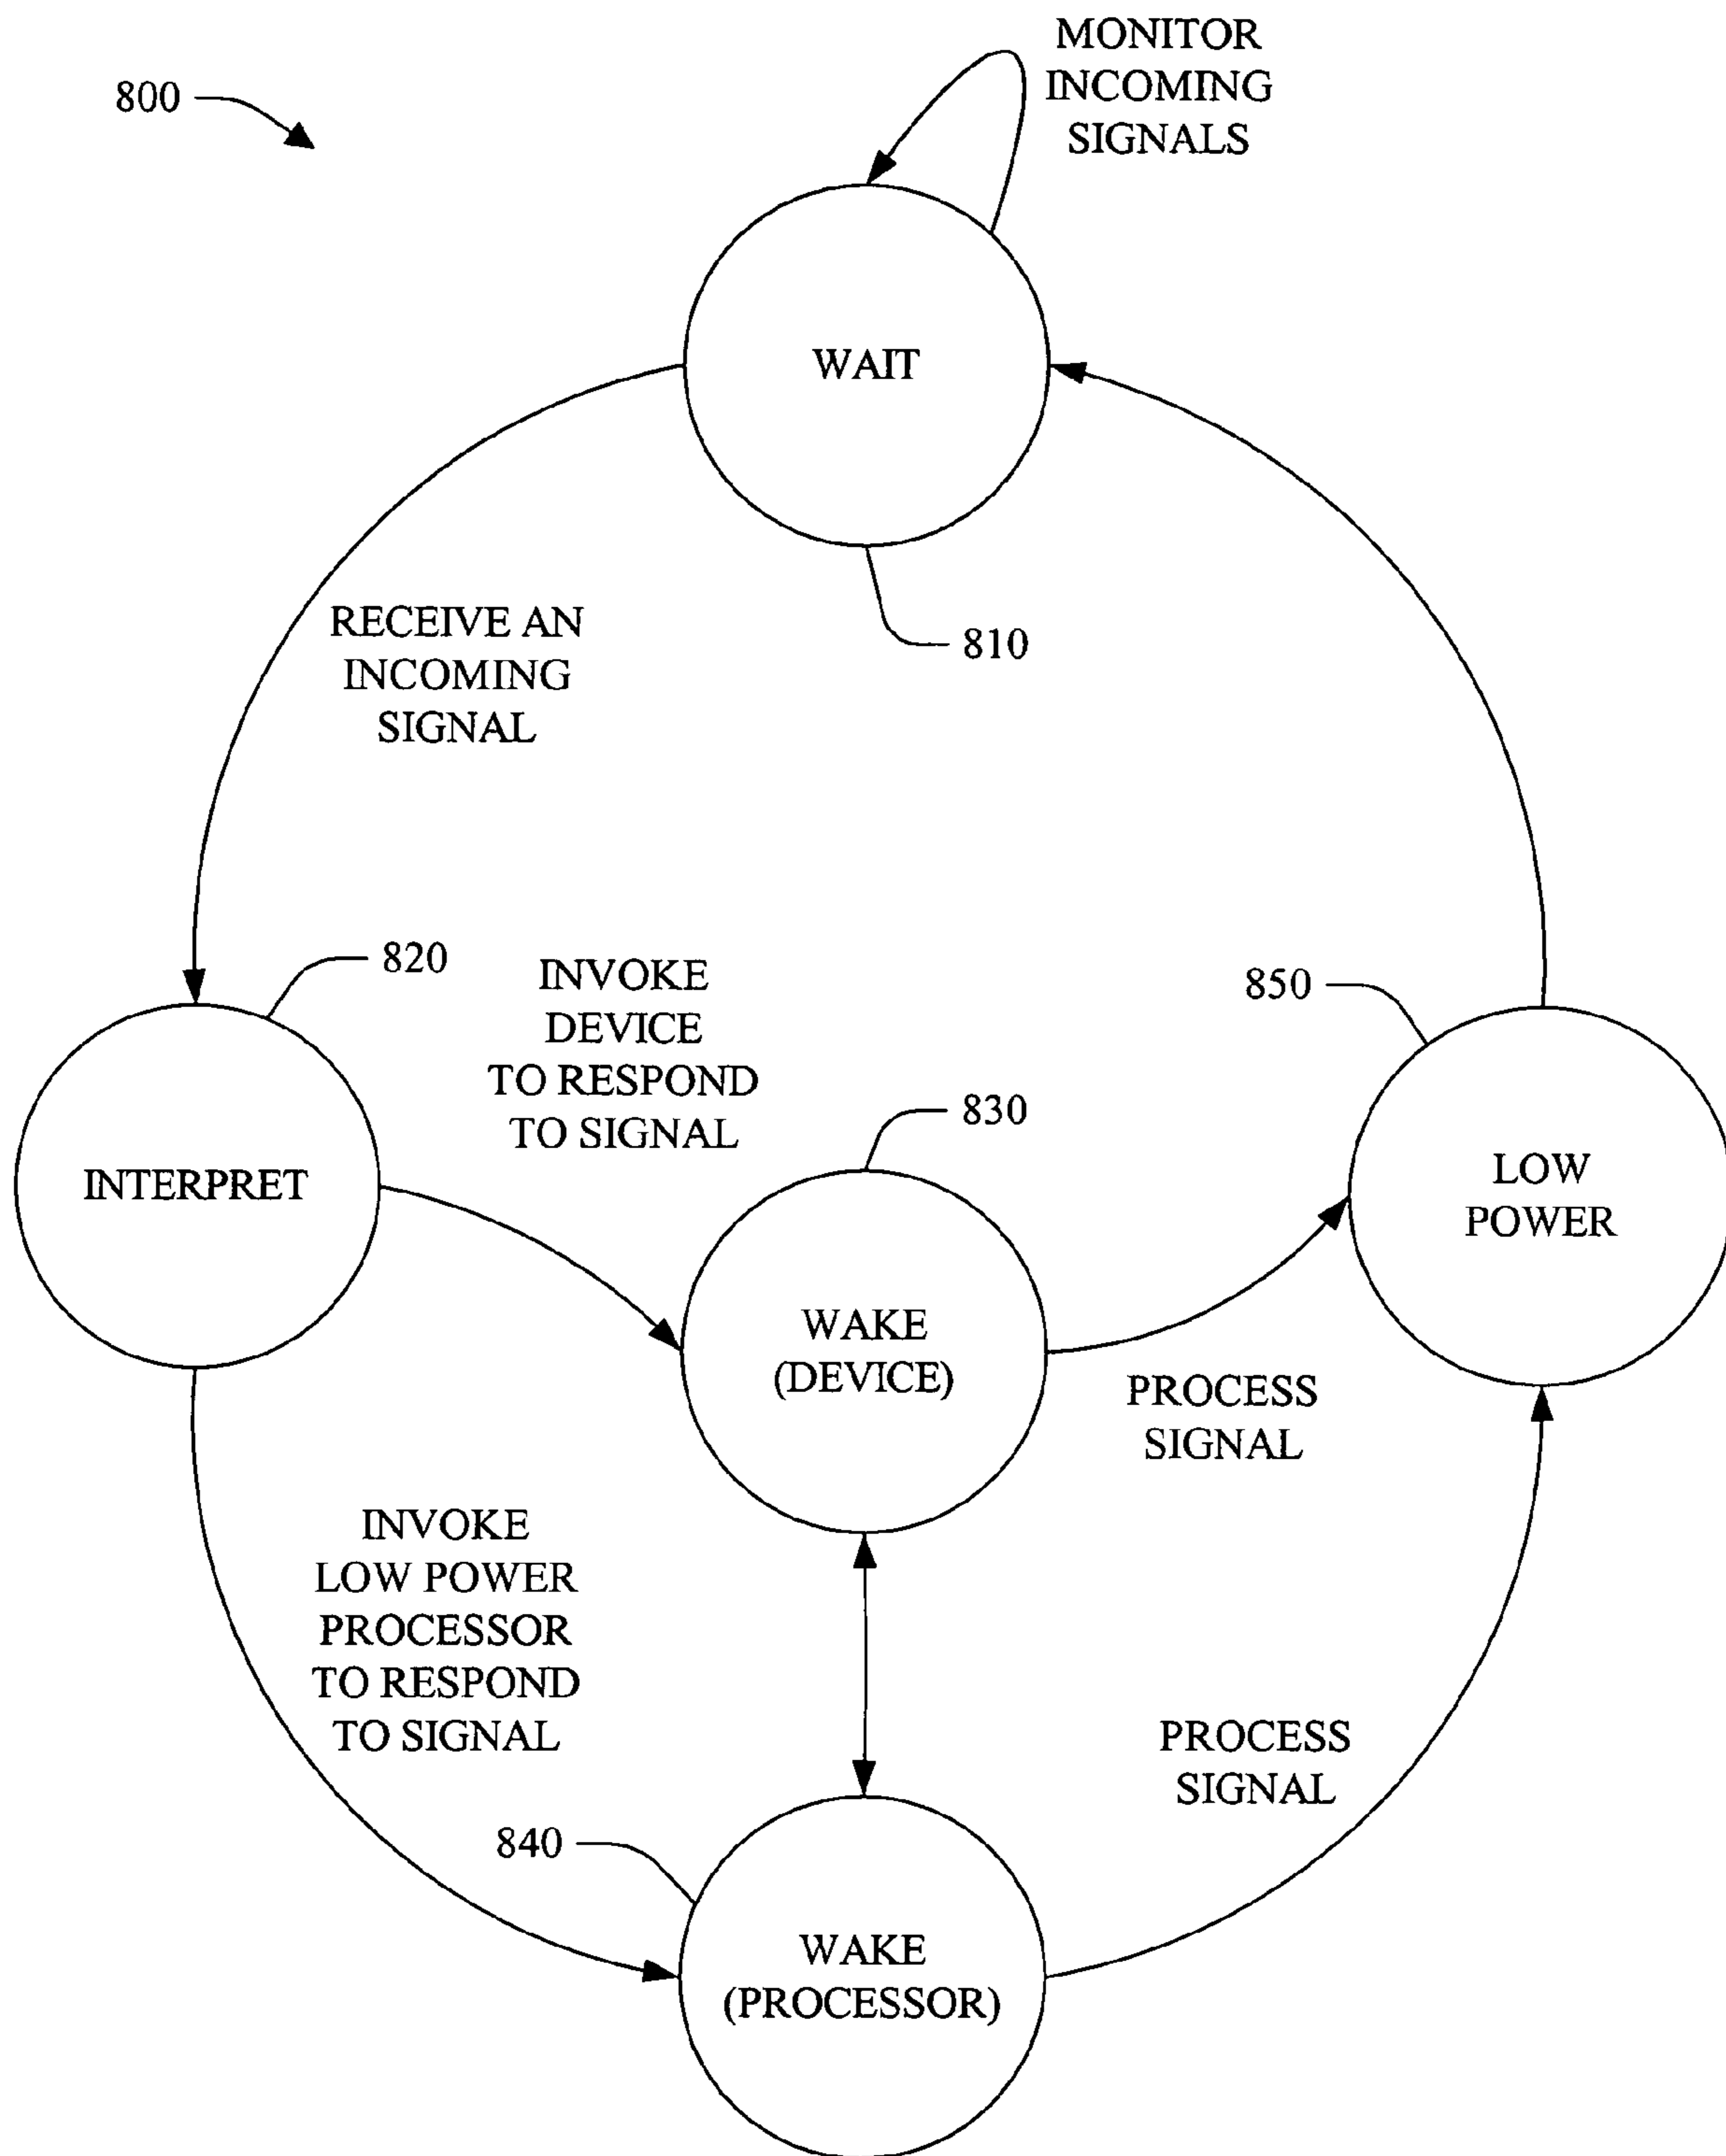 MONITOR
INCOMING
SIGNALS
800
WAIT
810
RECEIVE AN
INCOMING
SIGNAL
820
INVOKE
DEVICE
TO RESPOND
TO SIGNAL
850
830
INTERPRET
LOW
POWER
WAKE
(DEVICE)
PROCESS
SIGNAL
INVOKE
LOW POWER
PROCESSOR
TO RESPOND
TO SIGNAL
PROCESS
SIGNAL
840
WAKE
(PROCESSOR)